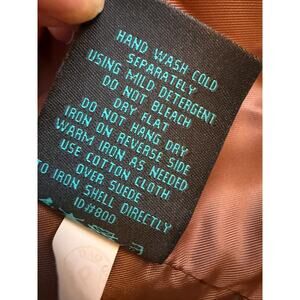 HAND WASH COLD
SEPARATELY
USING MILD DETERGENT
DO NOT BLEACH
DRY FLAT
DO NOT HANG DRY
IRON ON REVERSE SIDE
WARM IRON AS NEEDED
USE COTTON CLOTH
OVER SUEDE
TO IRON SHELL DIRECTLY
ID#800